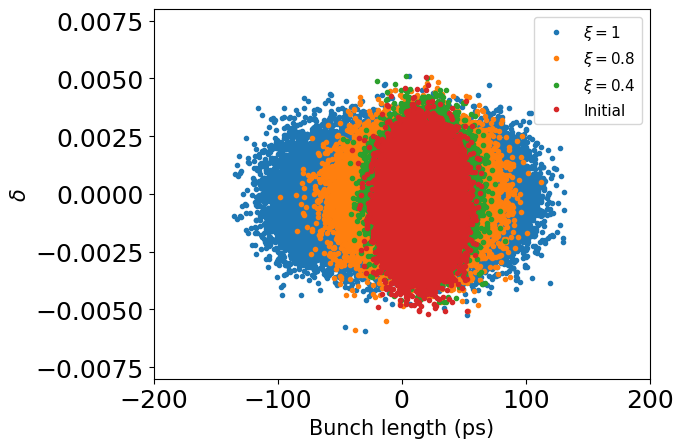 0.0075
0.0050
0.0025
0.0000
−0.0025
−0.0050
−0.0075
δ
−200
−100
0
100
200
Bunch length (ps)
ξ = 1
ξ = 0.8
ξ = 0.4
Initial